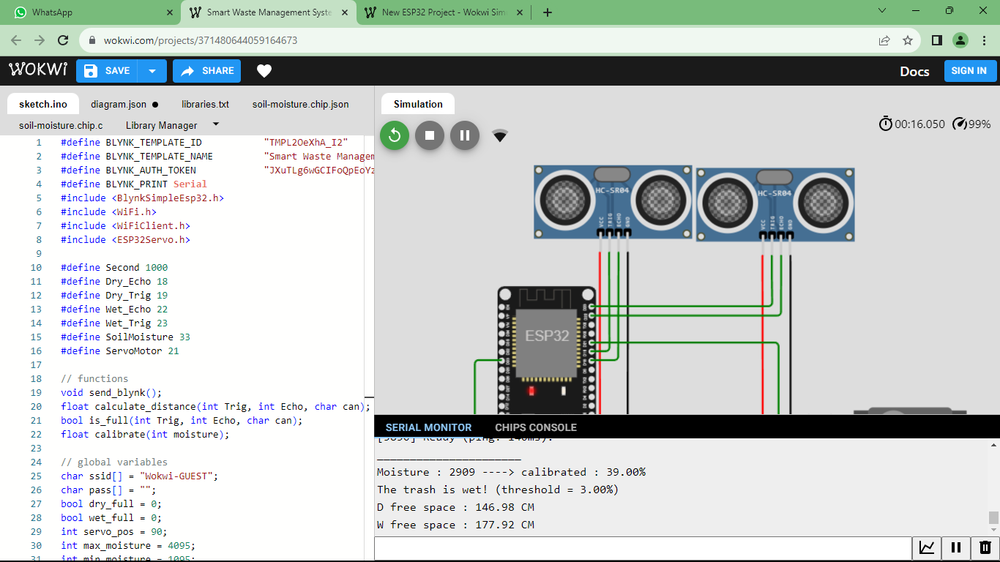 WhatsApp
Smart Waste Management Syste
New ESP32 Project - Wokwi Sim
wokwi.com/projects/371480644059164673
WOKWi
SAVE
SHARE
Docs
SIGN IN
sketch.ino
diagram.json
libraries.txt
soil-moisture.chip.json
soil-moisture.chip.c
Library Manager
1 #define BLYNK_TEMPLATE_ID "TMPL2OeXhA_I2"
2 #define BLYNK_TEMPLATE_NAME "Smart Waste Managem
3 #define BLYNK_AUTH_TOKEN "JXuTLg6wGCIFoQpEoYz
4 #define BLYNK_PRINT Serial
5 #include <BlynkSimpleEsp32.h>
6 #include <WiFi.h>
7 #include <WiFiClient.h>
8 #include <ESP32Servo.h>
9
10 #define Second 1000
11 #define Dry_Echo 18
12 #define Dry_Trig 19
13 #define Wet_Echo 22
14 #define Wet_Trig 23
15 #define SoilMoisture 33
16 #define ServoMotor 21
17
18 // functions
19 void send_blynk();
20 float calculate_distance(int Trig, int Echo, char can);
21 bool is_full(int Trig, int Echo, char can);
22 float calibrate(int moisture);
23
24 // global variables
25 char ssid[] = "Wokwi-GUEST";
26 char pass[] = "";
27 bool dry_full = 0;
28 bool wet_full = 0;
29 int servo_pos = 90;
30 int max_moisture = 4095;
31 int min_moisture = 1095;
Simulation
00:16.050
99%
HC-SR04
VCC
TRIG
ECHO
GND
HC-SR04
VCC
TRIG
ECHO
GND
ESP32
SERIAL MONITOR
CHIPS CONSOLE
Ready (ping: 140ms).
______________________
Moisture : 2909 ----> calibrated : 39.00%
The trash is wet! (threshold = 3.00%)
D free space : 146.98 CM
W free space : 177.92 CM